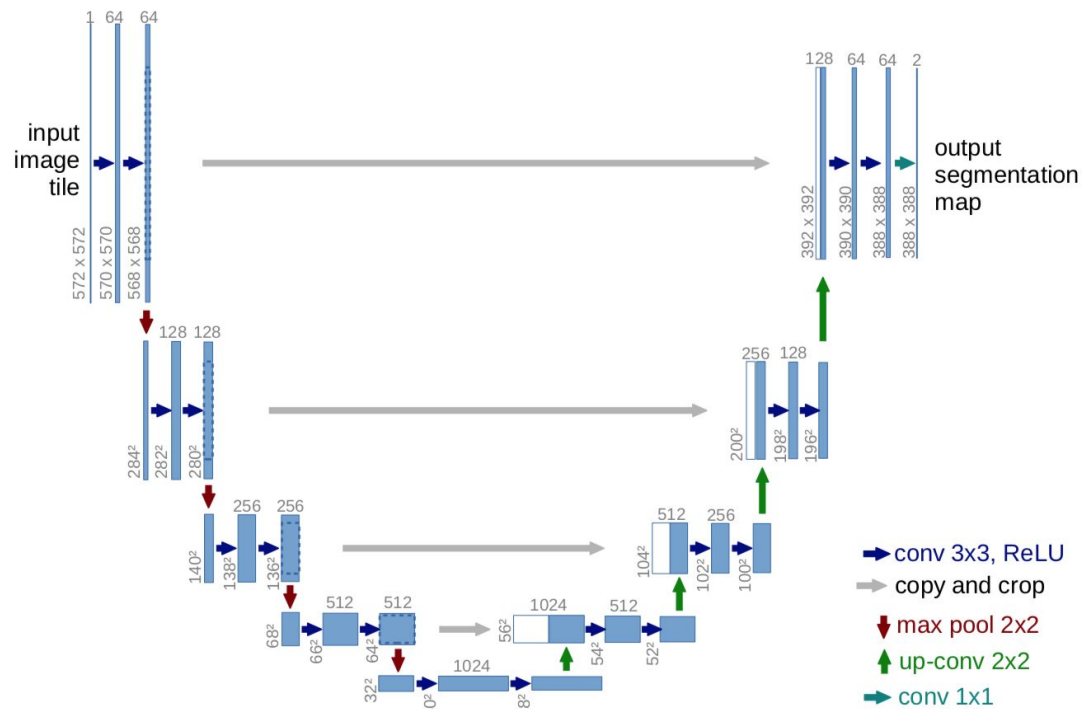 1 64 64
input
image
tile
572 x 572
570 x 570
568 x 568
128 64 64 2
output
segmentation
map
392 x 392
390 x 390
388 x 388
388 x 388
128 128
284²
282²
280²
256 128
200²
198²
196²
256 256
140²
138²
136²
512 256
104²
102²
100²
512 512
68²
66²
64²
1024 512
56²
54²
52²
1024
32²
0²
8²
conv 3x3, ReLU
copy and crop
max pool 2x2
up-conv 2x2
conv 1x1